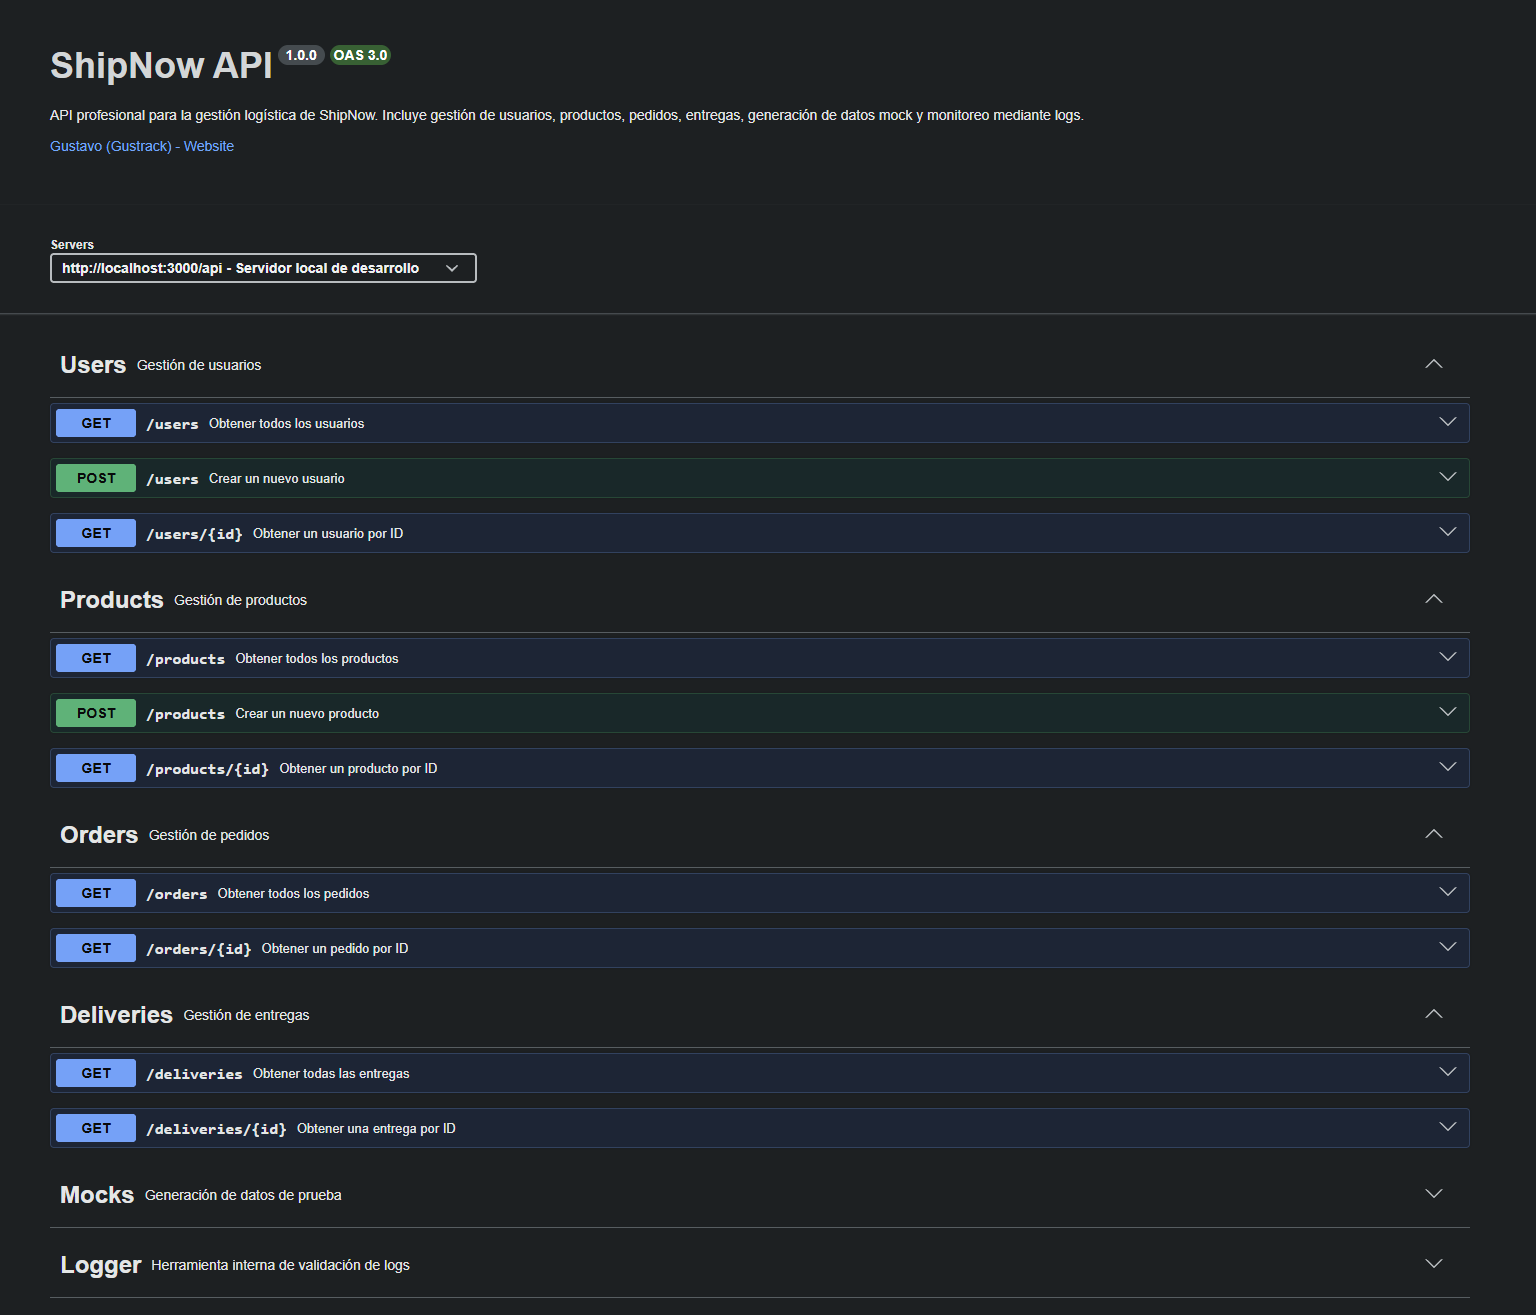 ShipNow API 1.0.0 OAS 3.0
API profesional para la gestión logística de ShipNow. Incluye gestión de usuarios, productos, pedidos, entregas, generación de datos mock y monitoreo mediante logs.
Gustavo (Gustrack) - Website
Servers
http://localhost:3000/api - Servidor local de desarrollo
Users Gestión de usuarios
GET /users Obtener todos los usuarios
POST /users Crear un nuevo usuario
GET /users/{id} Obtener un usuario por ID
Products Gestión de productos
GET /products Obtener todos los productos
POST /products Crear un nuevo producto
GET /products/{id} Obtener un producto por ID
Orders Gestión de pedidos
GET /orders Obtener todos los pedidos
GET /orders/{id} Obtener un pedido por ID
Deliveries Gestión de entregas
GET /deliveries Obtener todas las entregas
GET /deliveries/{id} Obtener una entrega por ID
Mocks Generación de datos de prueba
Logger Herramienta interna de validación de logs